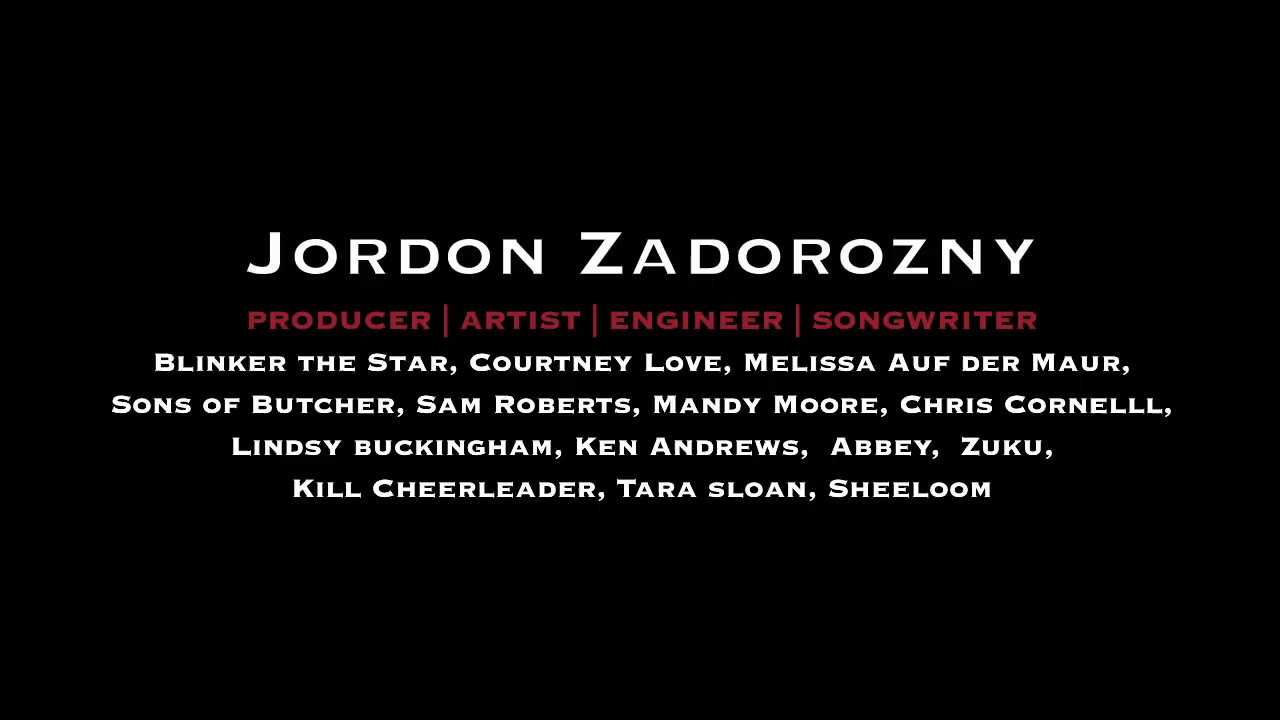 Jordon Zadorozny
PRODUCER | ARTIST | ENGINEER | SONGWRITER
Blinker the Star, Courtney Love, Melissa Auf der Maur,
Sons of Butcher, Sam Roberts, Mandy Moore, Chris Cornelll,
Lindsy buckingham, Ken Andrews, Abbey, Zuku,
Kill Cheerleader, Tara sloan, Sheeloom